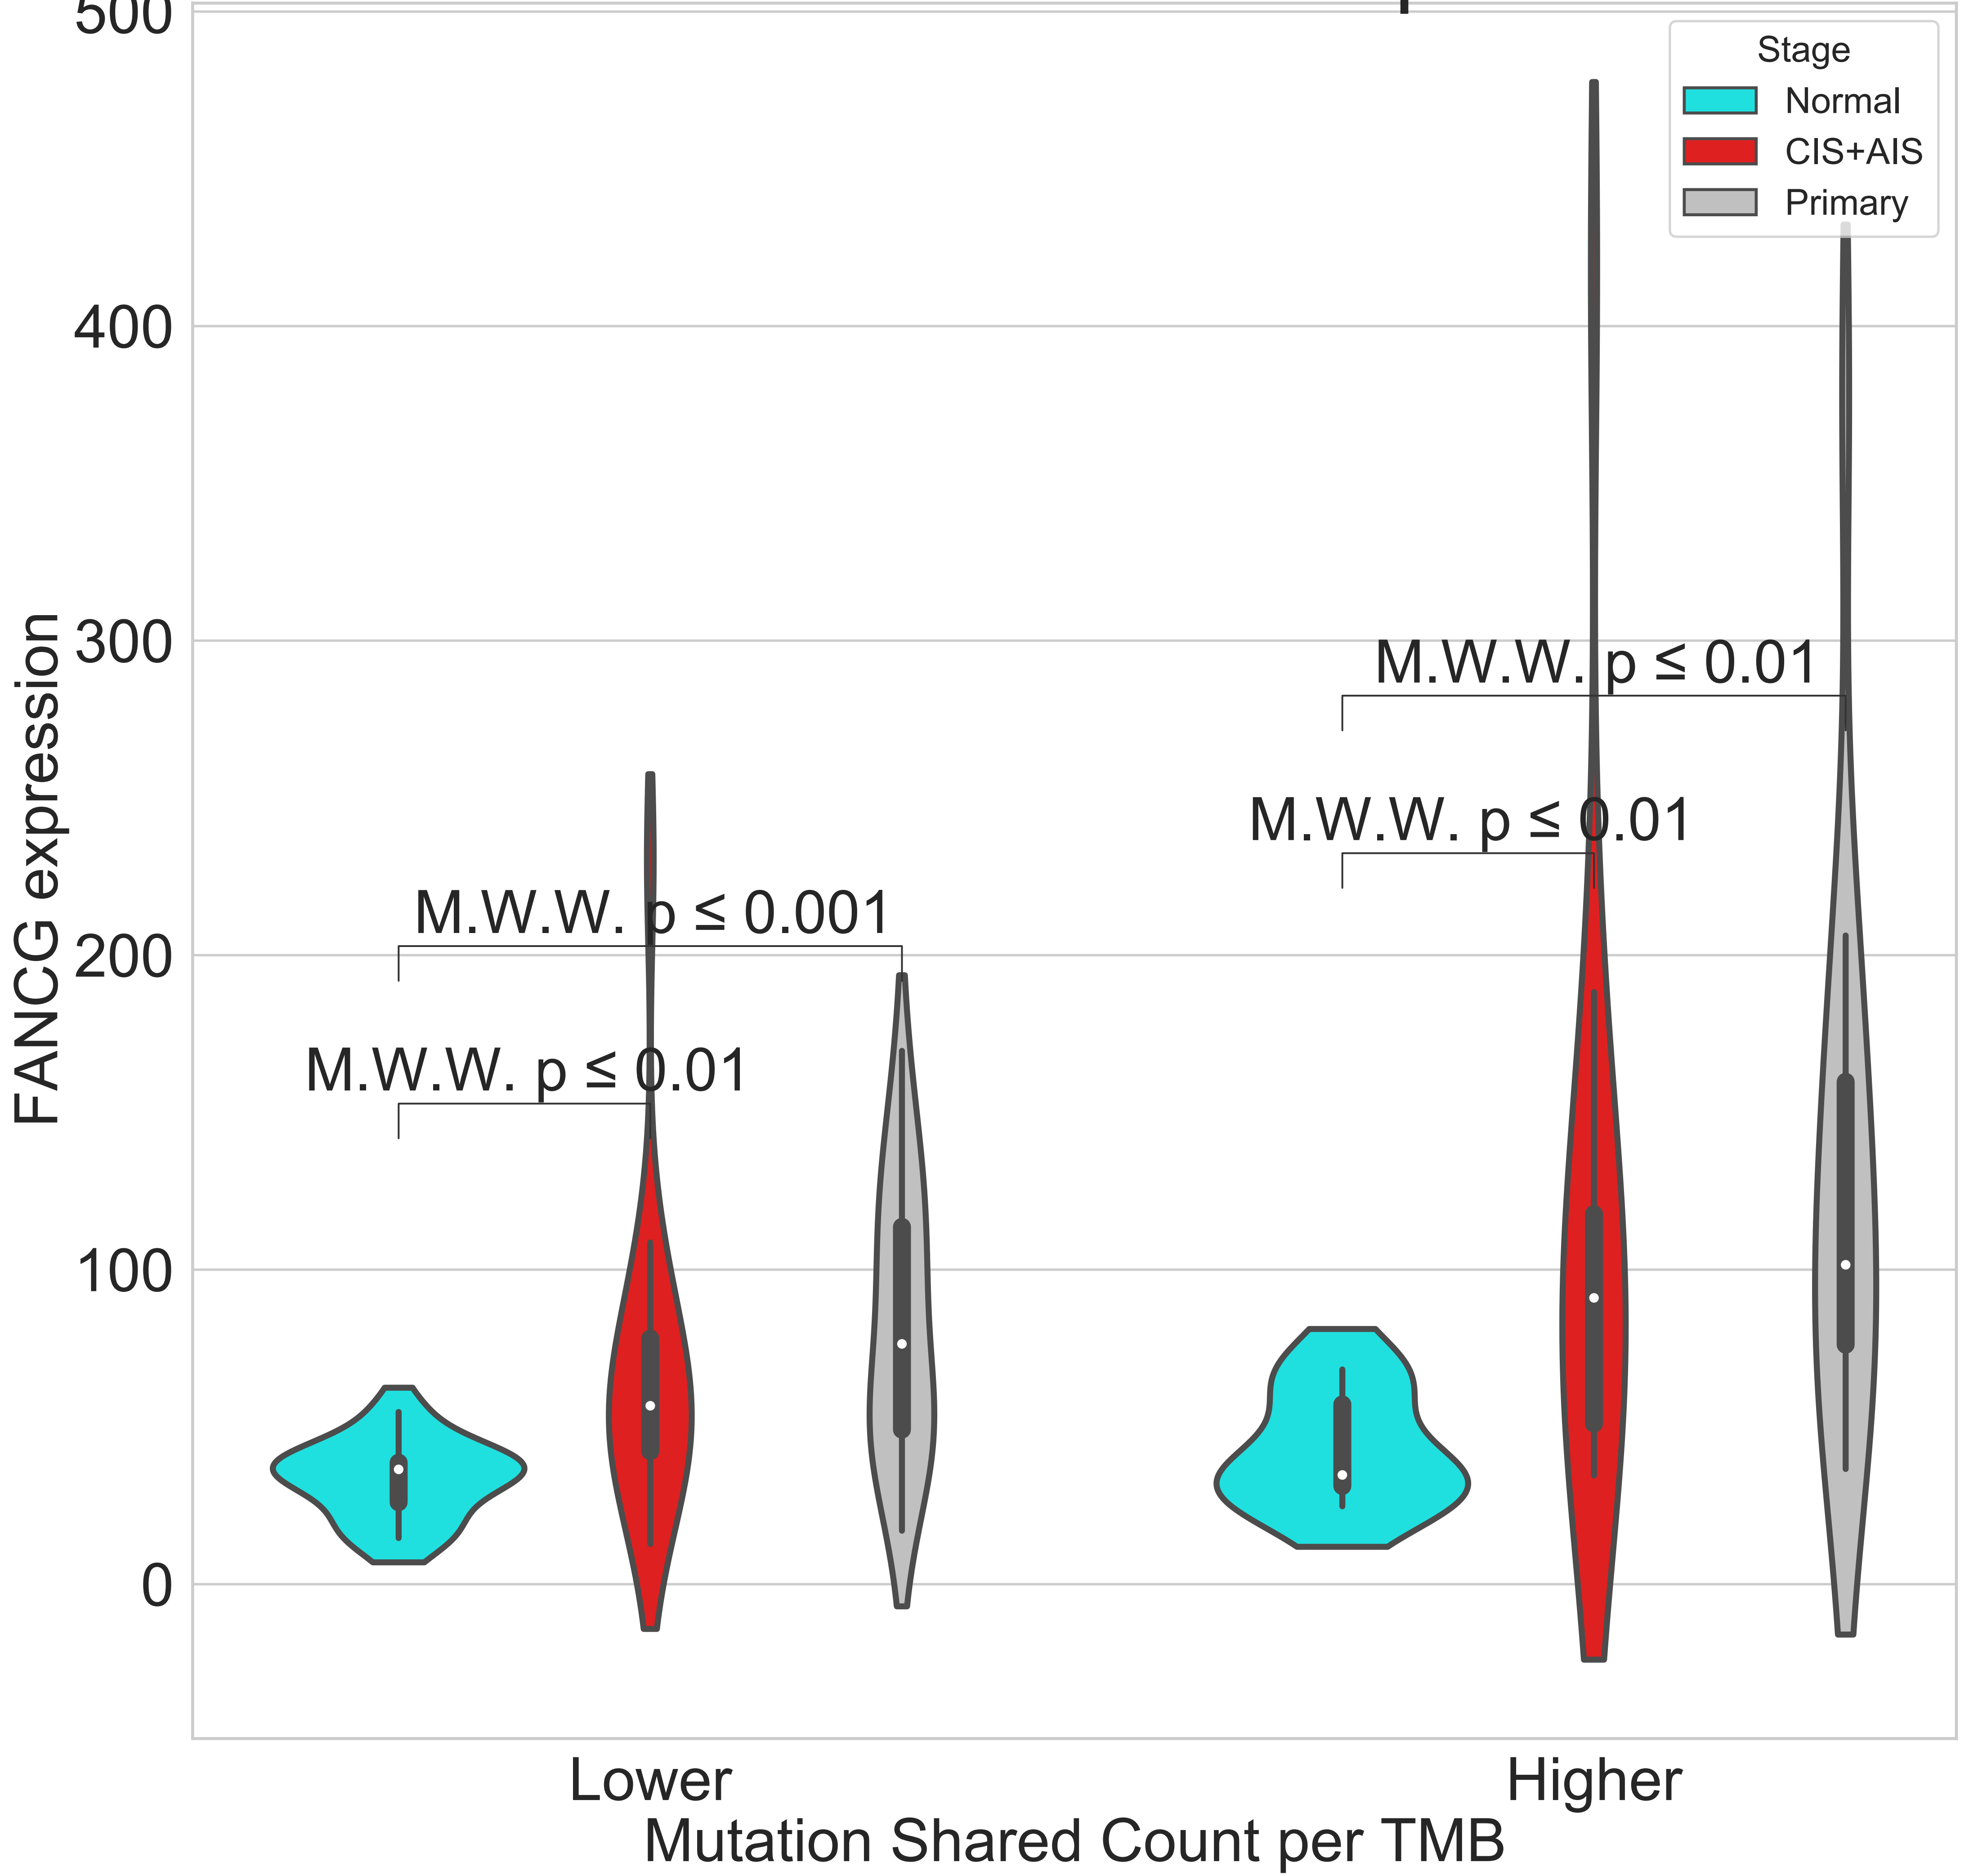 500
400
300
200
100
0
FANCG expression
Stage
Normal
CIS+AIS
Primary
M.W.W. p ≤ 0.01
M.W.W. p ≤ 0.01
M.W.W. p ≤ 0.001
M.W.W. p ≤ 0.01
Lower
Higher
Mutation Shared Count per TMB